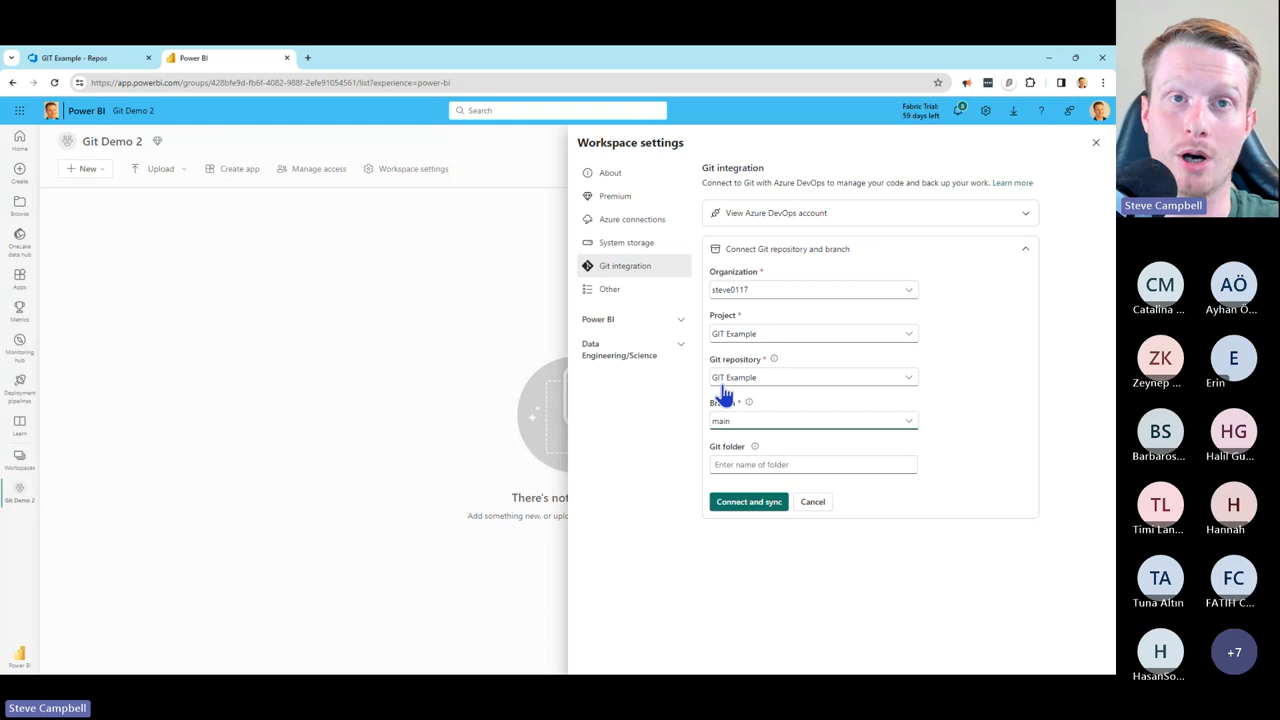 GIT Example - Repos
Power BI
https://app.powerbi.com/groups/428bfe9d-fb6f-4082-988f-2efe91054561/list?experience=power-bi
Power BI
Git Demo 2
Search
Fabric Trial:
59 days left
Home
Create
Browse
OneLake
data hub
Apps
Metrics
Monitoring
hub
Deployment
pipelines
Learn
Workspaces
Git Demo 2
Power BI
Git Demo 2
New
Upload
Create app
Manage access
Workspace settings
There's not
Add something new, or uplo
Workspace settings
About
Premium
Azure connections
System storage
Git integration
Other
Power BI
Data
Engineering/Science
Git integration
Connect to Git with Azure DevOps to manage your code and back up your work. Learn more
View Azure DevOps account
Connect Git repository and branch
Organization *
steve0117
Project *
GIT Example
Git repository *
GIT Example
main
Git folder
Enter name of folder
Connect and sync
Cancel
Steve Campbell
CM
Catalina ...
AÖ
Ayhan Ö...
ZK
Zeynep ...
E
Erin
BS
Barbaros...
HG
Halil Gu...
TL
Timi Lan...
H
Hannah
TA
Tuna Altın
FC
FATIH C...
H
HasanSo...
+7
Steve Campbell